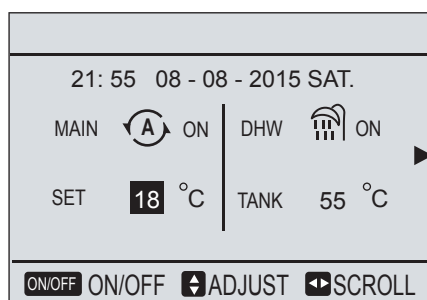 21: 55 08 - 08 - 2015 SAT.
MAIN A ON DHW ON
SET 18 °C TANK 55 °C
ON/OFF ON/OFF ADJUST SCROLL